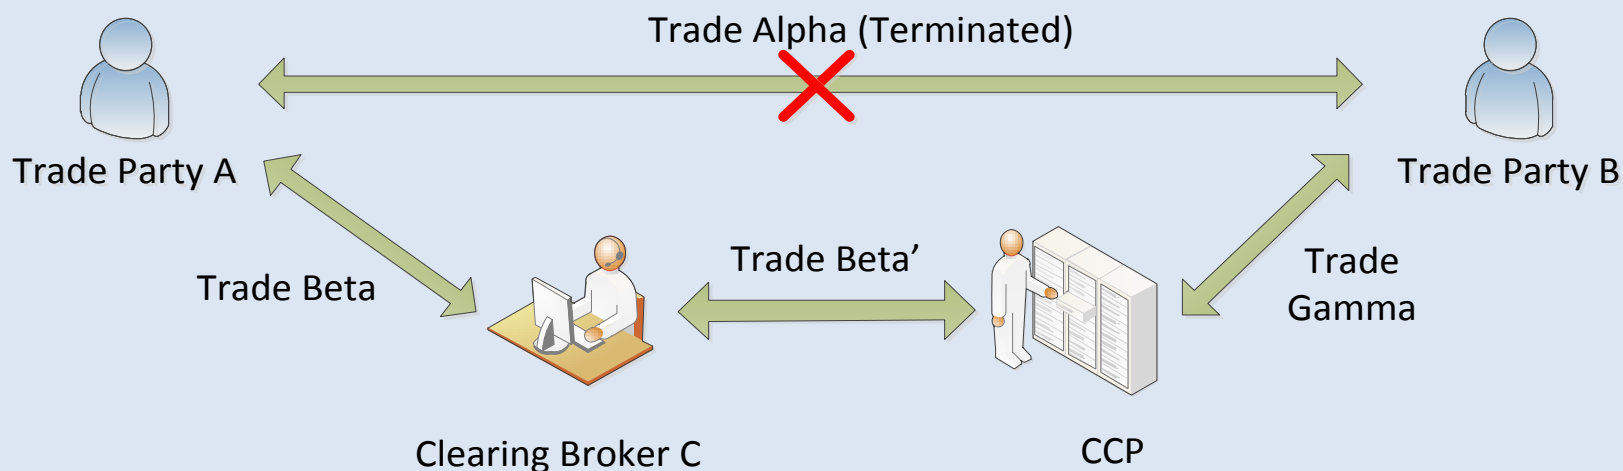 Trade Alpha (Terminated)
Trade Party A
Trade Party B
Trade Beta
Trade Beta’
Trade
Gamma
Clearing Broker C
CCP